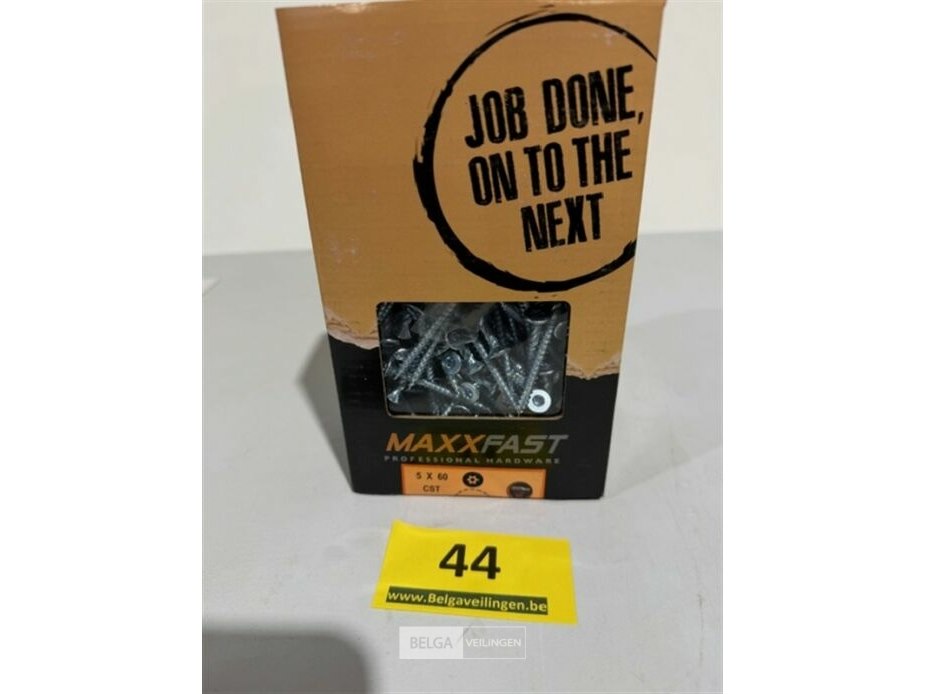 JOB DONE,
ON TO THE
NEXT
MAXXFAST
PROFESSIONAL HARDWARE
5 X 60
CST
44
www.Belgaveilingen.be
BELGA VEILINGEN